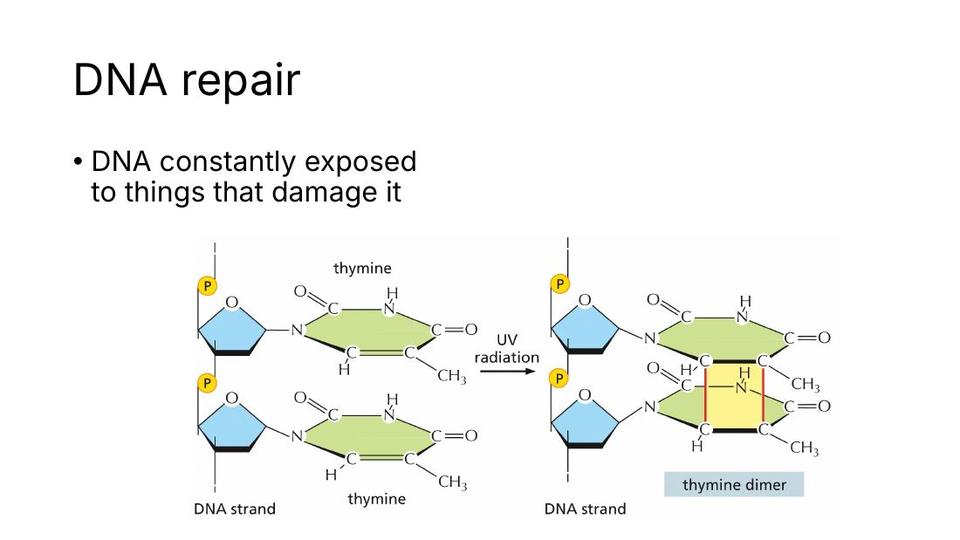 DNA repair
• DNA constantly exposed
to things that damage it
thymine
P
O
O
C
H
N
N
C
O
C
C
H
CH3
P
O
O
C
H
N
N
C
O
C
C
H
CH3
thymine
DNA strand
UV
radiation
P
O
O
C
H
N
N
C
O
C
C
H
CH3
P
O
O
C
H
N
N
C
O
C
C
H
CH3
thymine dimer
DNA strand